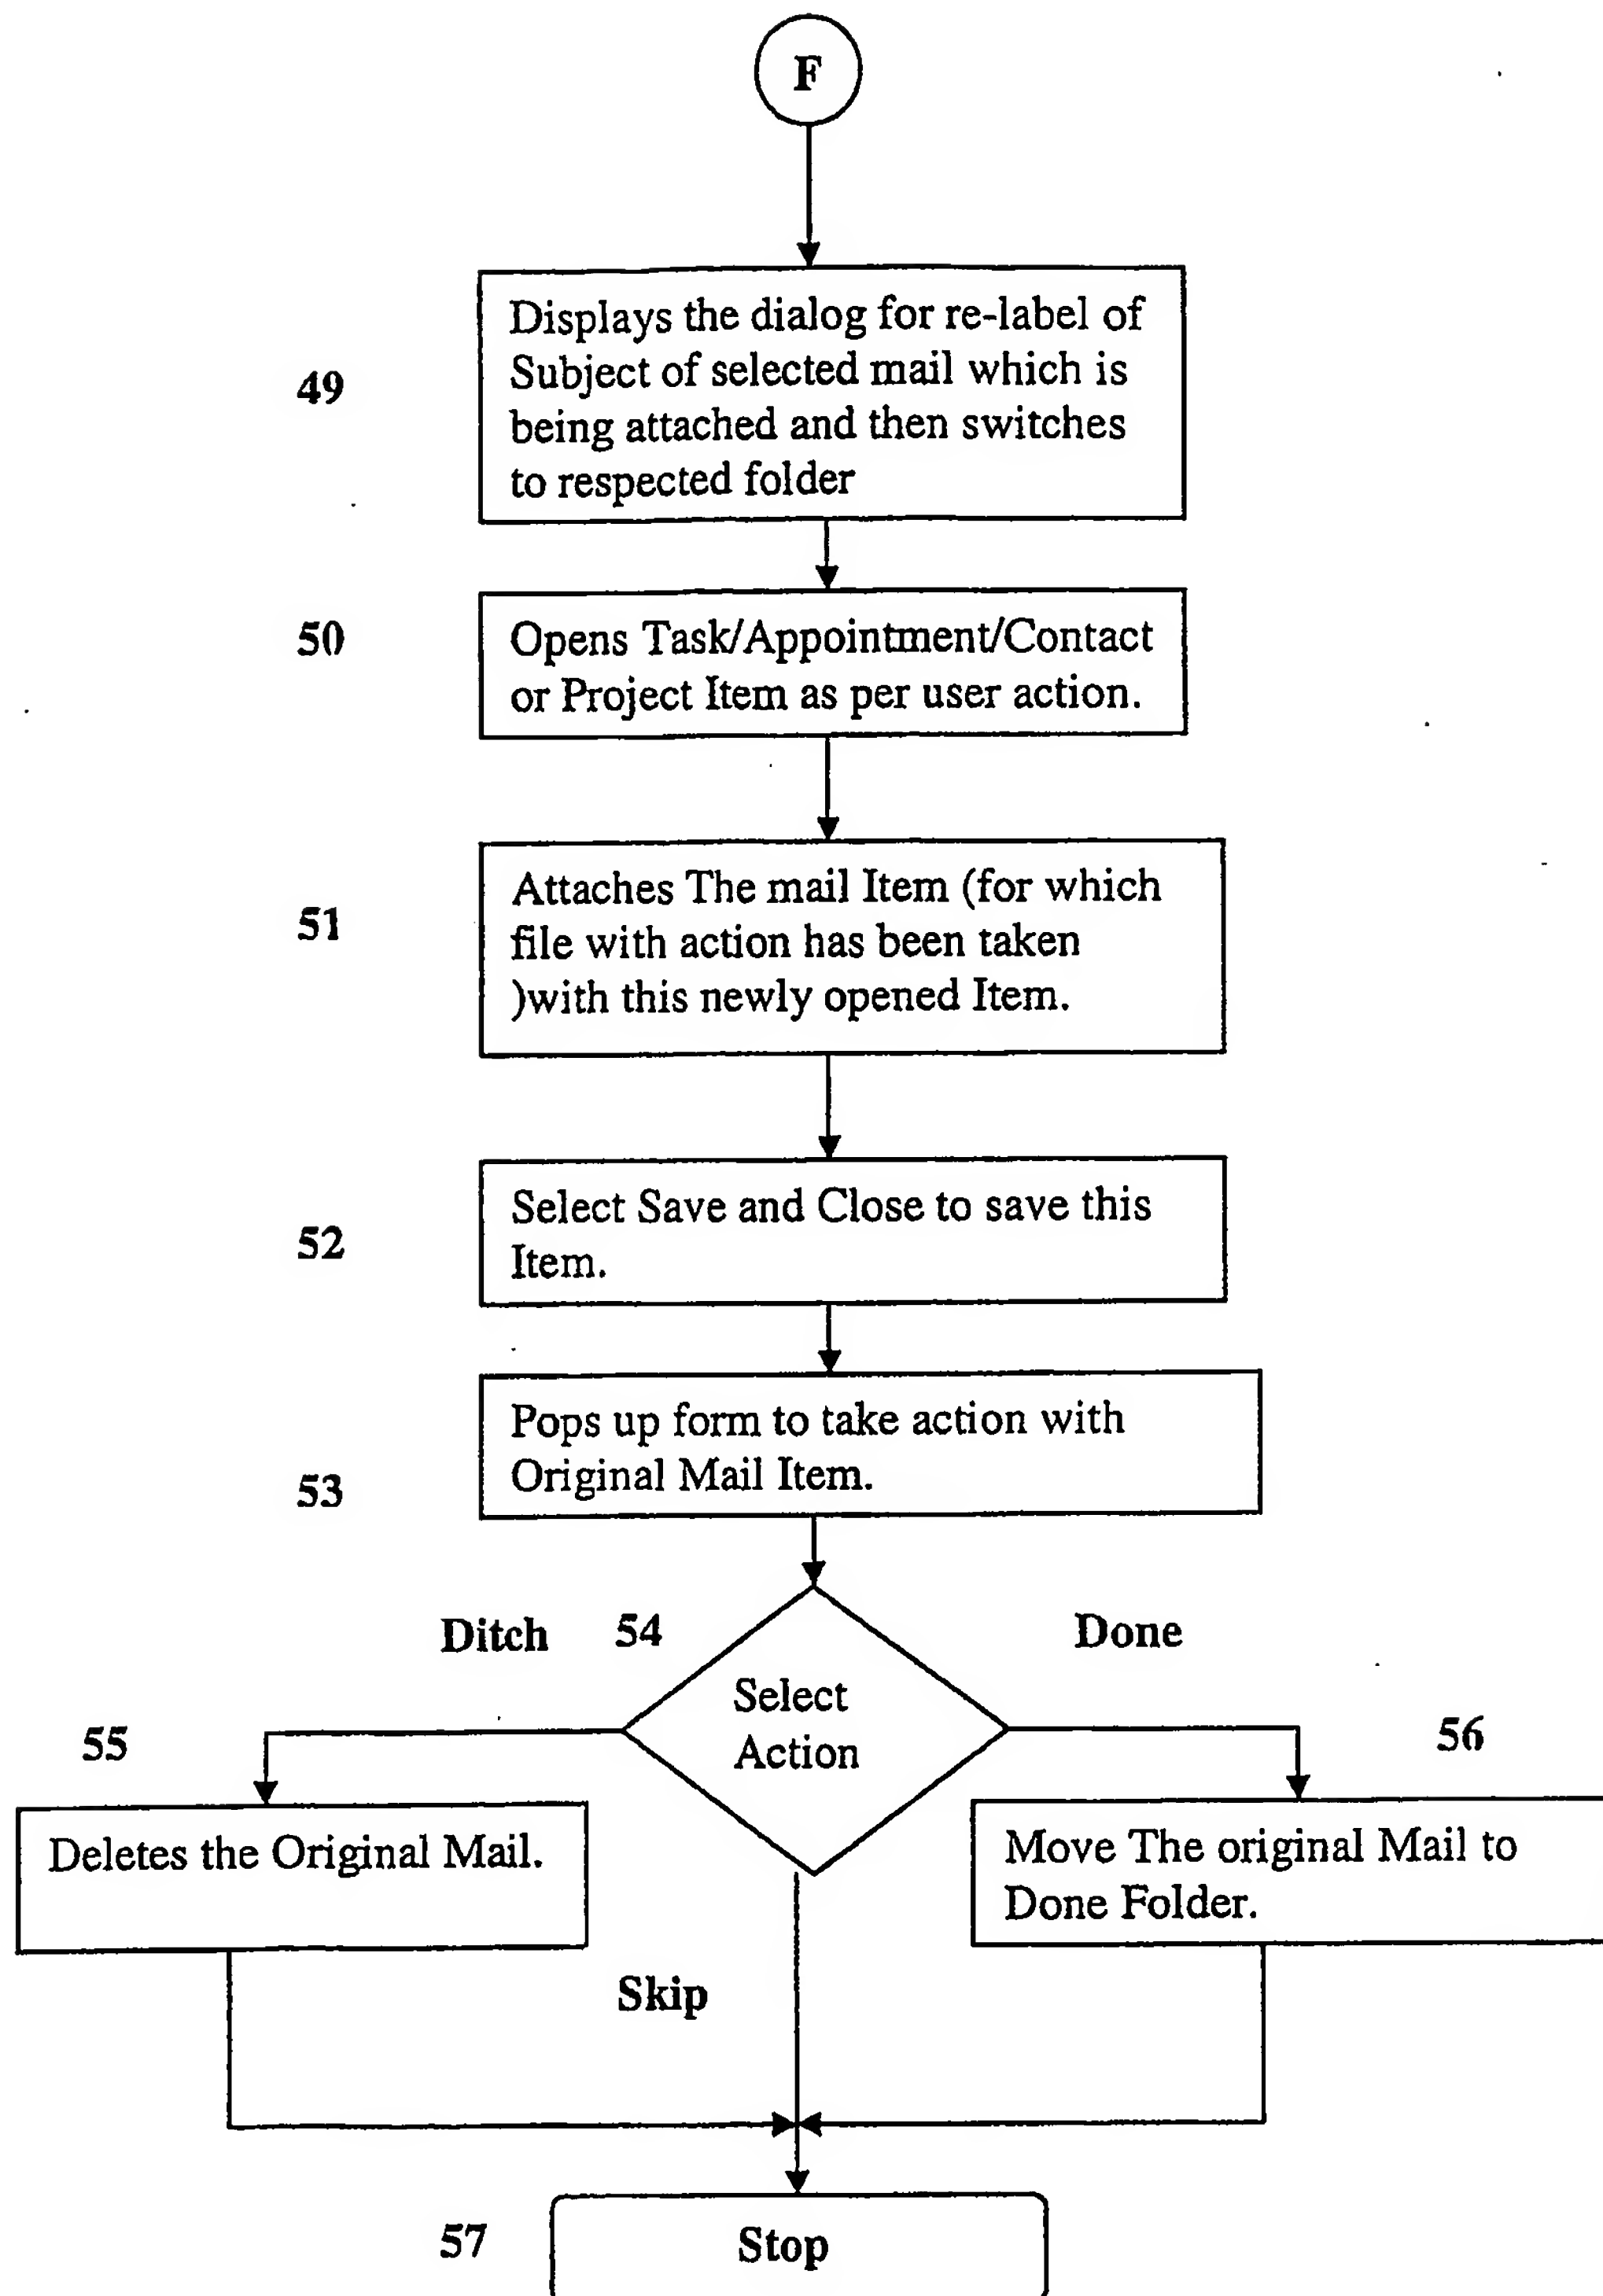 F
49
Displays the dialog for re-label of
Subject of selected mail which is
being attached and then switches
to respected folder
50
Opens Task/Appointment/Contact
or Project Item as per user action.
51
Attaches The mail Item (for which
file with action has been taken
)with this newly opened Item.
52
Select Save and Close to save this
Item.
53
Pops up form to take action with
Original Mail Item.
Ditch
54
Done
Select
Action
55
56
Deletes the Original Mail.
Move The original Mail to
Done Folder.
Skip
57
Stop